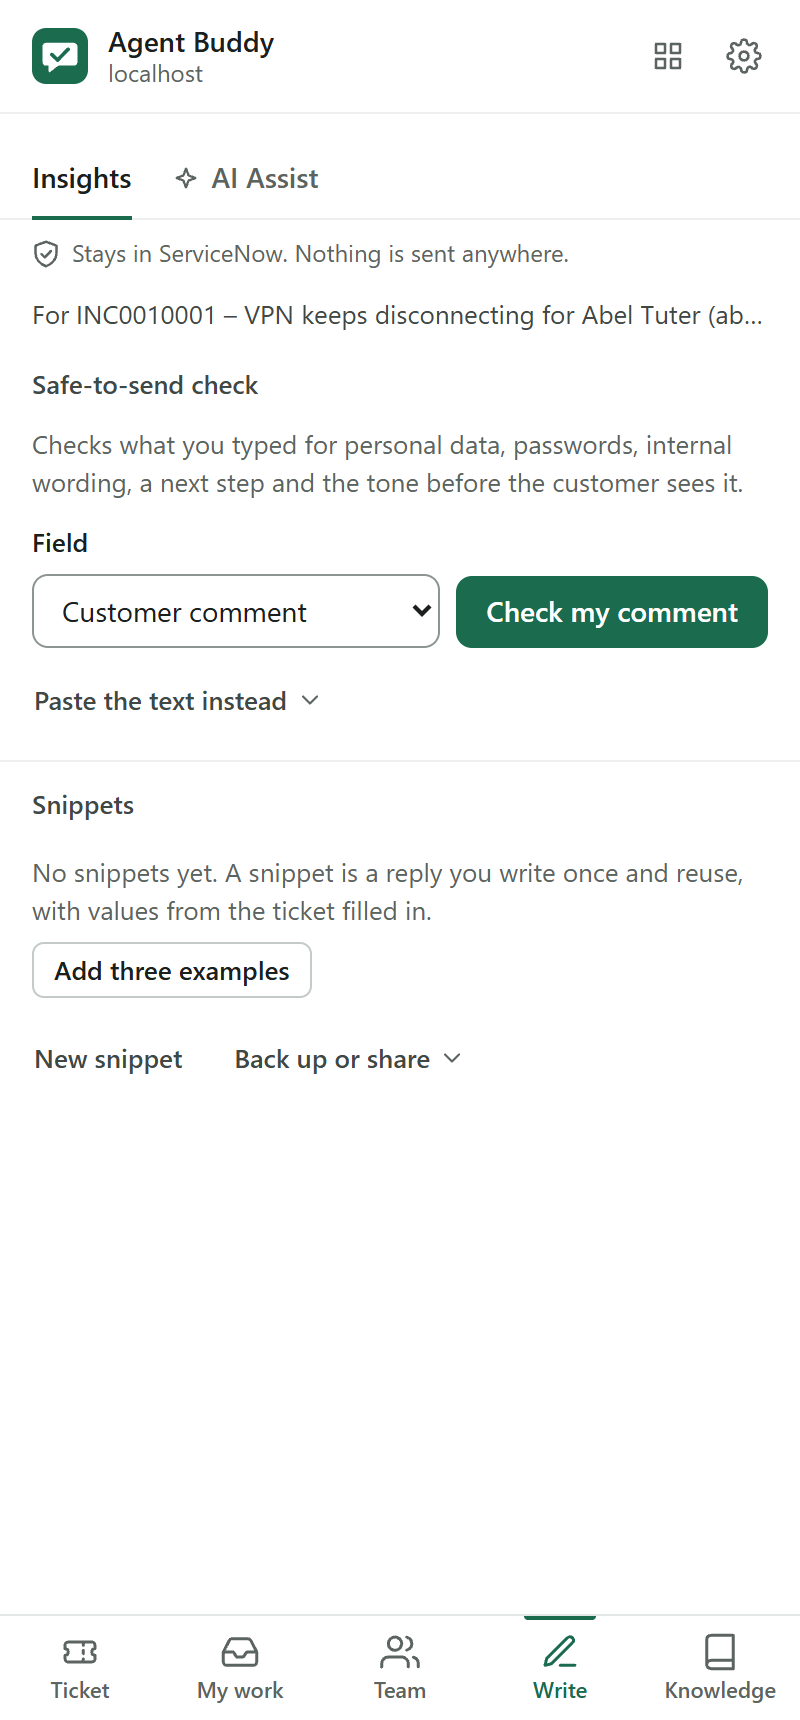 Agent Buddy
localhost
Insights
AI Assist
Stays in ServiceNow. Nothing is sent anywhere.
For INC0010001 – VPN keeps disconnecting for Abel Tuter (ab...
Safe-to-send check
Checks what you typed for personal data, passwords, internal
wording, a next step and the tone before the customer sees it.
Field
Customer comment
Check my comment
Paste the text instead
Snippets
No snippets yet. A snippet is a reply you write once and reuse,
with values from the ticket filled in.
Add three examples
New snippet
Back up or share
Ticket
My work
Team
Write
Knowledge